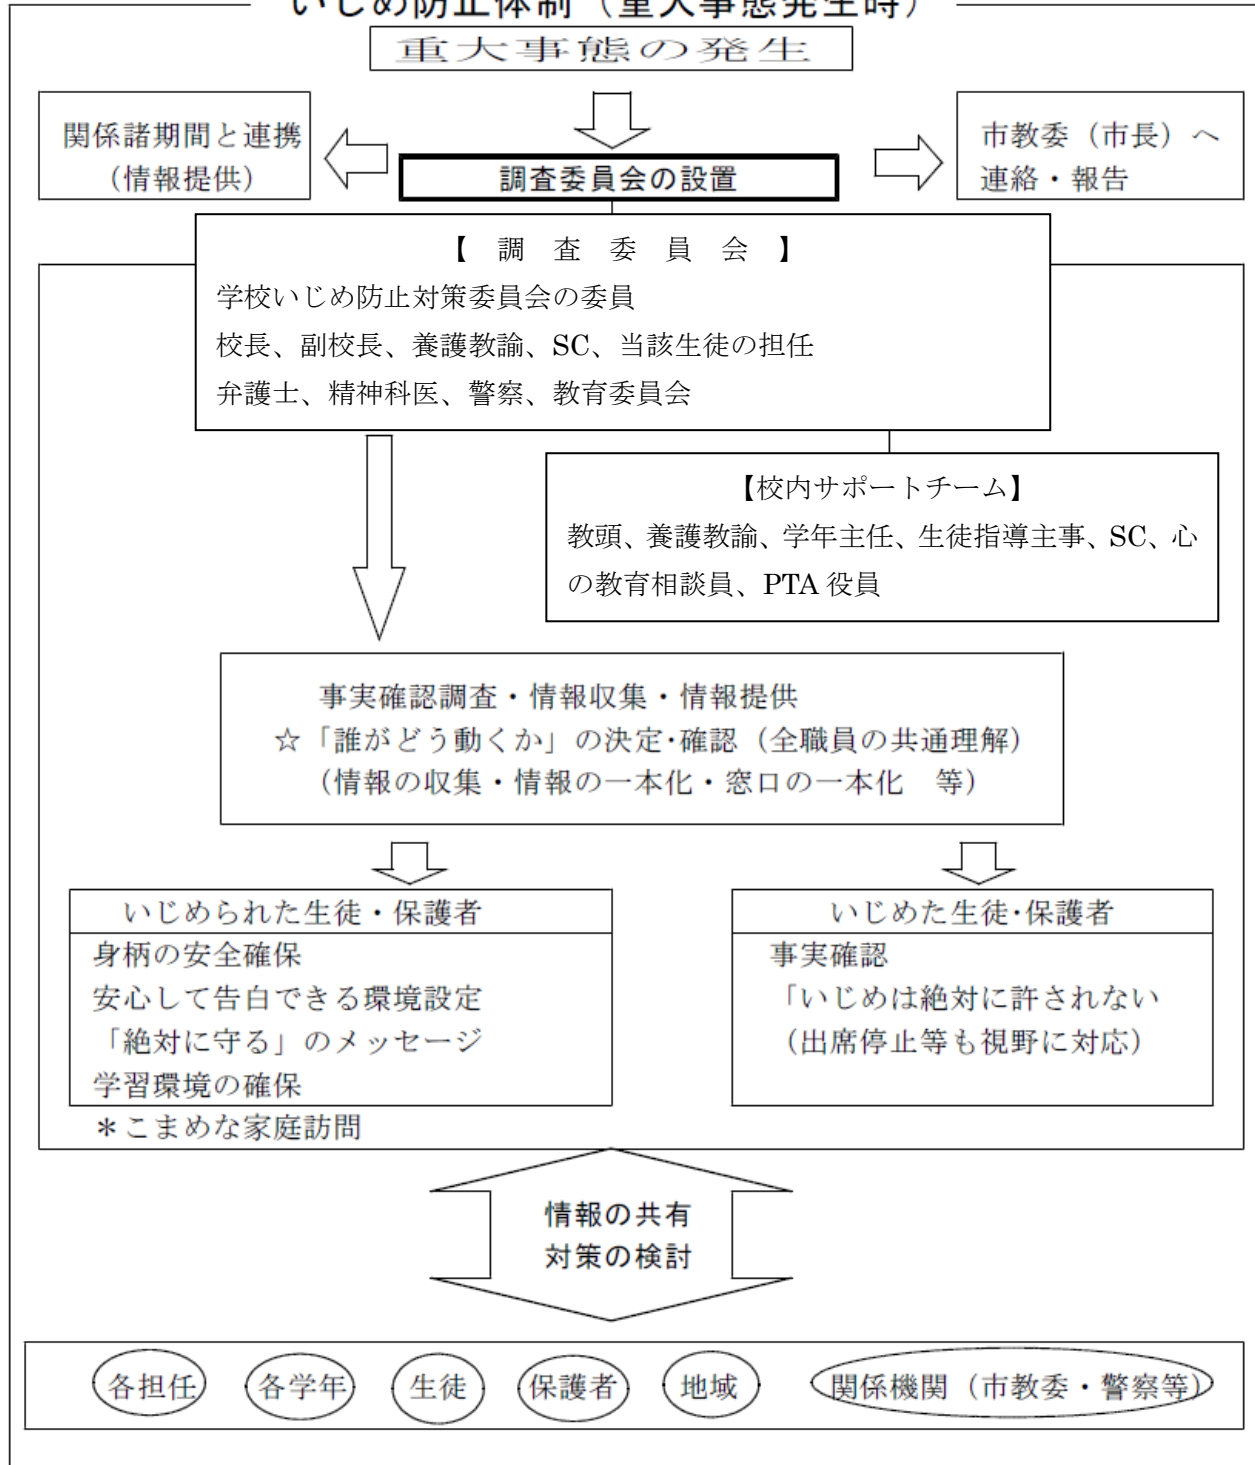 いじめ防止体制（重大事態発生時）
重大事態の発生
関係諸期間と連携
（情報提供）
調査委員会の設置
市教委（市長）へ
連絡・報告
【　調　査　委　員　会　】
学校いじめ防止対策委員会の委員
校長、副校長、養護教諭、SC、当該生徒の担任
弁護士、精神科医、警察、教育委員会
【校内サポートチーム】
教頭、養護教諭、学年主任、生徒指導主事、SC、心
の教育相談員、PTA 役員
事実確認調査・情報収集・情報提供
☆「誰がどう動くか」の決定・確認（全職員の共通理解）
（情報の収集・情報の一本化・窓口の一本化　等）
いじめられた生徒・保護者
身柄の安全確保
安心して告白できる環境設定
「絶対に守る」のメッセージ
学習環境の確保
＊こまめな家庭訪問
いじめた生徒・保護者
事実確認
「いじめは絶対に許されない
（出席停止等も視野に対応）
情報の共有
対策の検討
各担任
各学年
生徒
保護者
地域
関係機関（市教委・警察等）